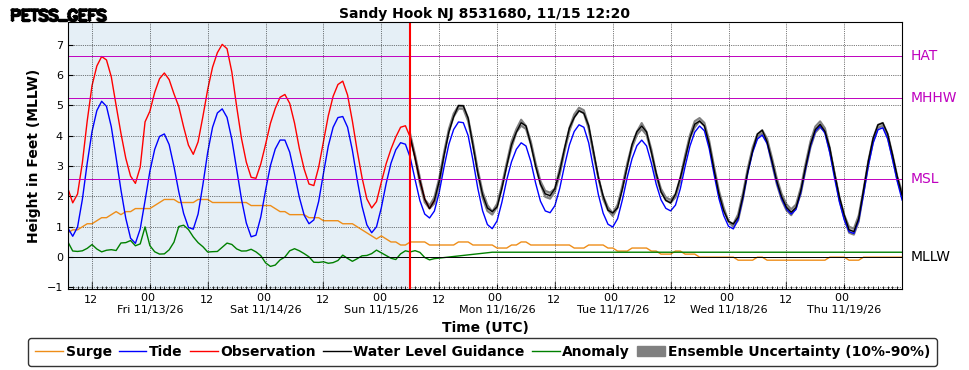 PETSS_GEFS
Sandy Hook NJ 8531680, 11/15 12:20
Height in Feet (MLLW)
7
6
5
4
3
2
1
0
−1
HAT
MHHW
MSL
MLLW
12 00 12 00 12 00 12 00 12 00 12 00 12 00
Fri 11/13/26 Sat 11/14/26 Sun 11/15/26 Mon 11/16/26 Tue 11/17/26 Wed 11/18/26 Thu 11/19/26
Time (UTC)
Surge Tide Observation Water Level Guidance Anomaly Ensemble Uncertainty (10%-90%)